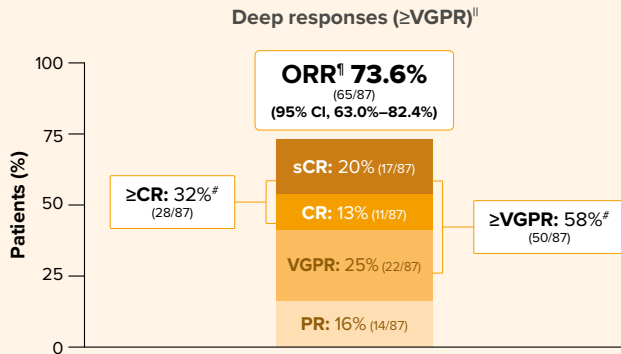 Deep responses (≥VGPR)||
ORR¶ 73.6%
(65/87)
(95% CI, 63.0%–82.4%)
Patients (%)
100
75
50
25
0
sCR: 20% (17/87)
CR: 13% (11/87)
VGPR: 25% (22/87)
PR: 16% (14/87)
≥CR: 32%#
(28/87)
≥VGPR: 58%#
(50/87)